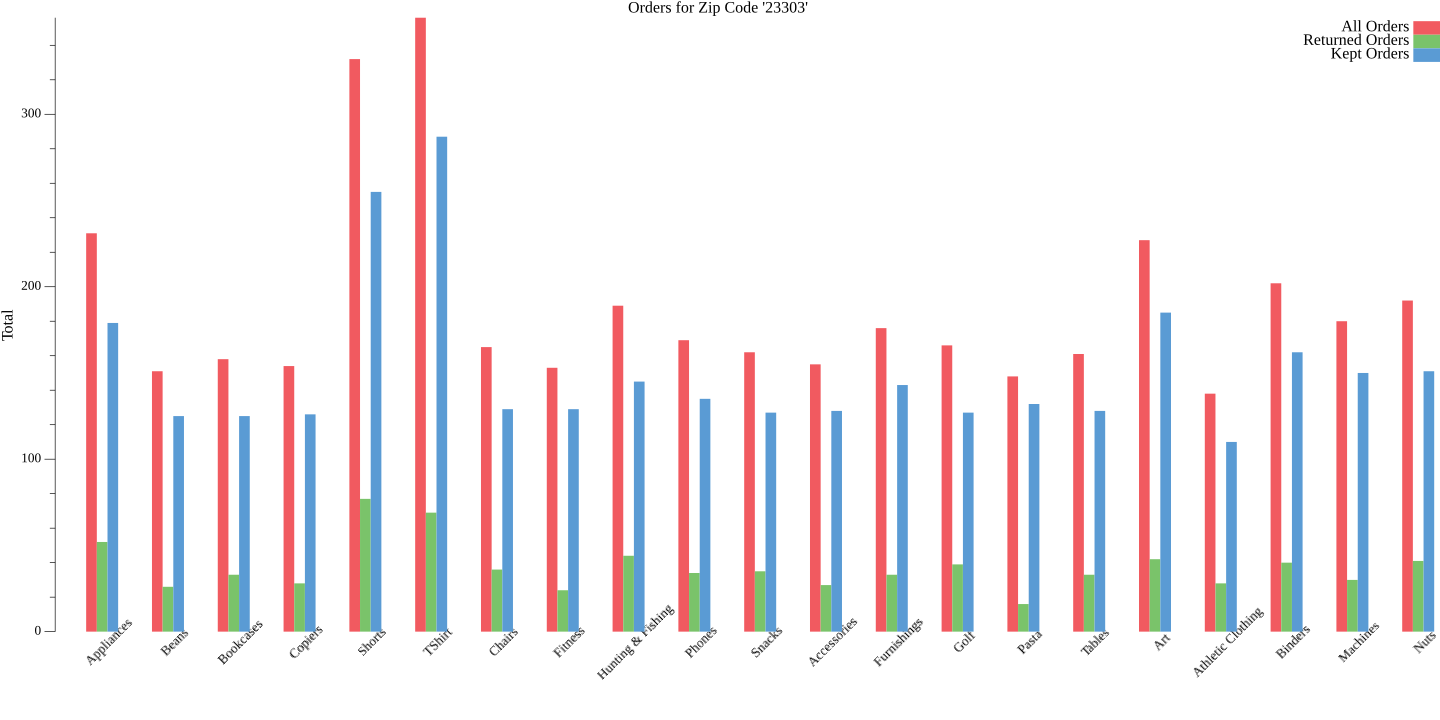 Orders for Zip Code '23303'
All Orders
Returned Orders
Kept Orders
Total
300
200
100
0
Appliances
Beans
Bookcases
Copiers
Shorts
TShirt
Chairs
Fitness
Hunting & Fishing
Phones
Snacks
Accessories
Furnishings
Golf
Pasta
Tables
Art
Athletic Clothing
Binders
Machines
Nuts